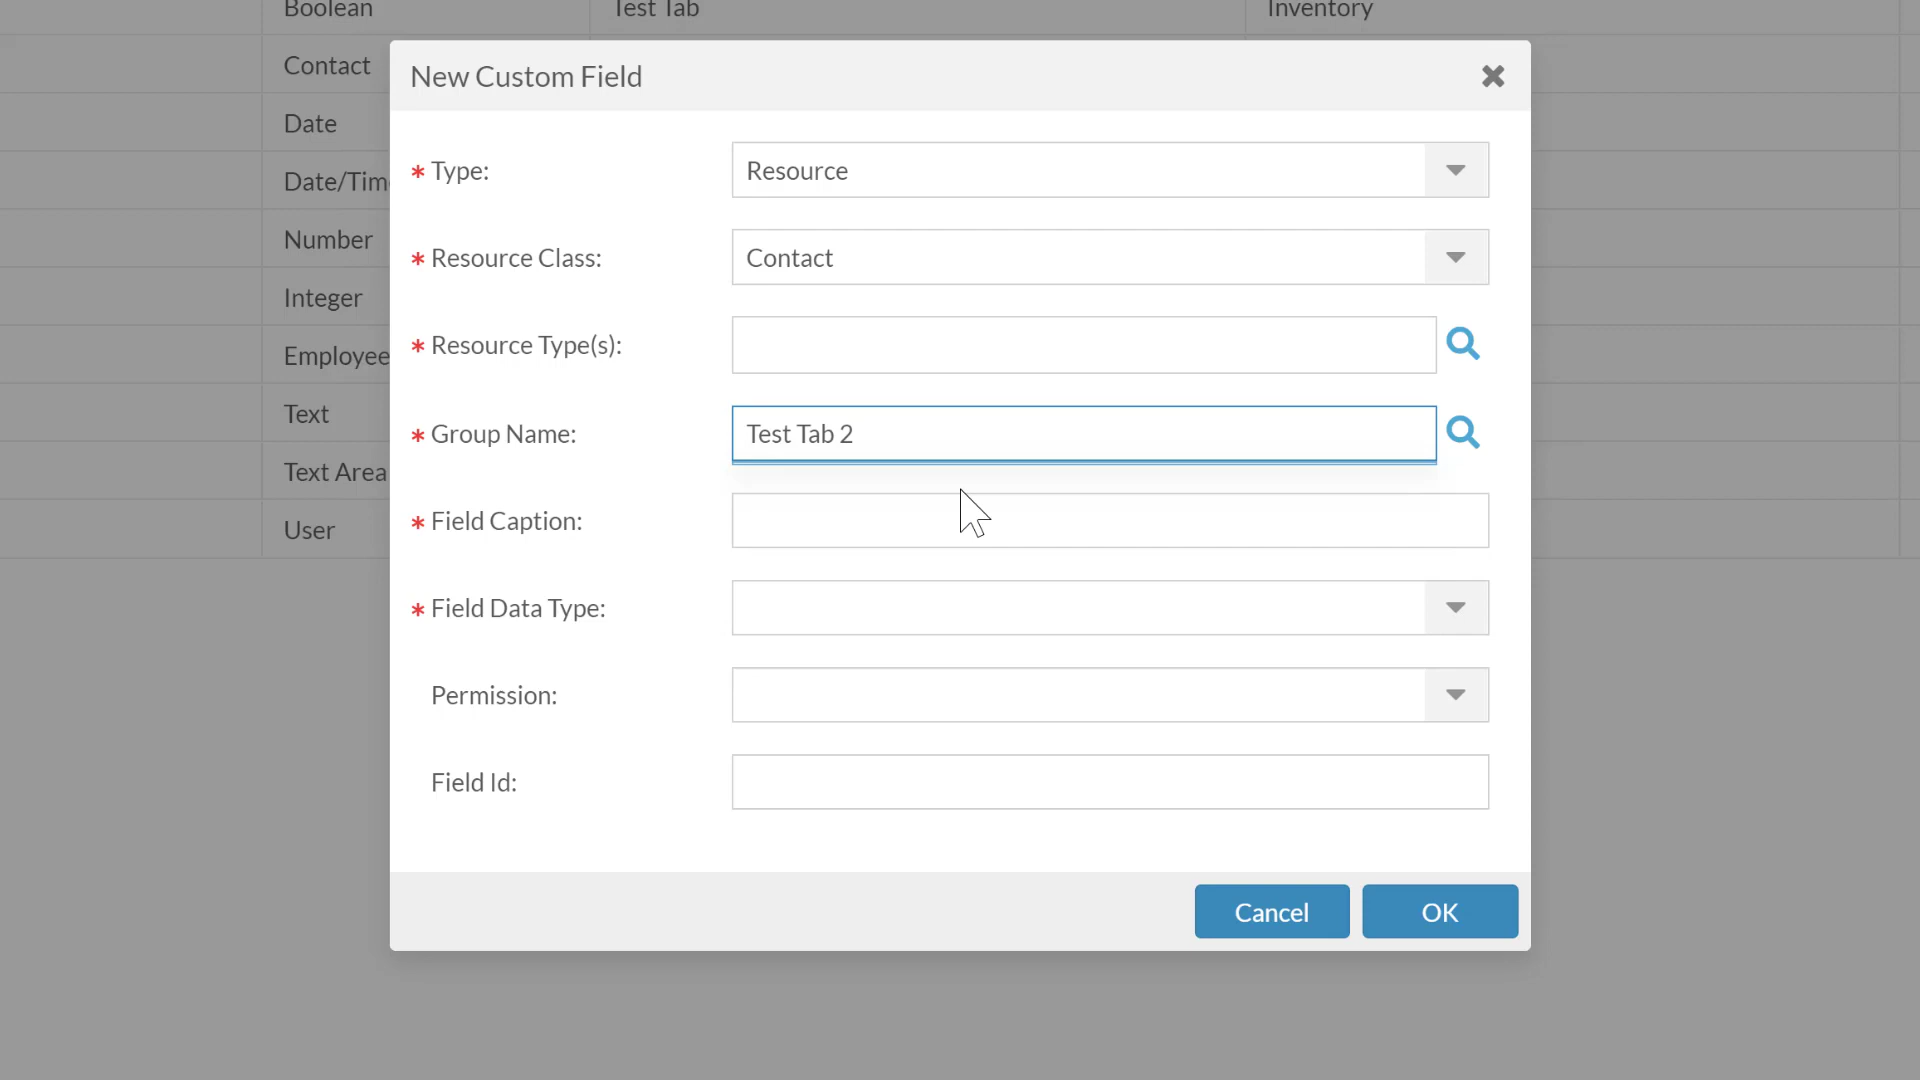 Boolean Test Tab Inventory
Contact
Date
Date/Tim
Number
Integer
Employee
Text
Text Area
User
New Custom Field
* Type: Resource
* Resource Class: Contact
* Resource Type(s):
* Group Name: Test Tab 2
* Field Caption:
* Field Data Type:
Permission:
Field Id:
Cancel OK